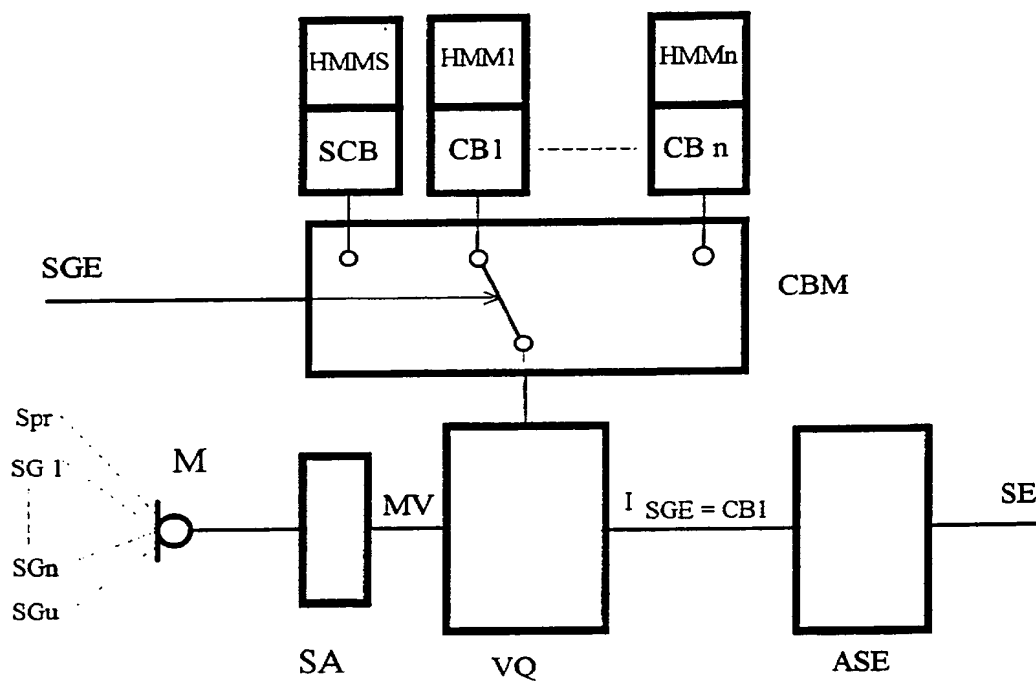 HMMS HMM1 HMMn
SCB CB1 CB n
SGE
CBM
Spr
SG 1
M
MV
I SGE = CB1
SE
SGn
SGu
SA
VQ
ASE